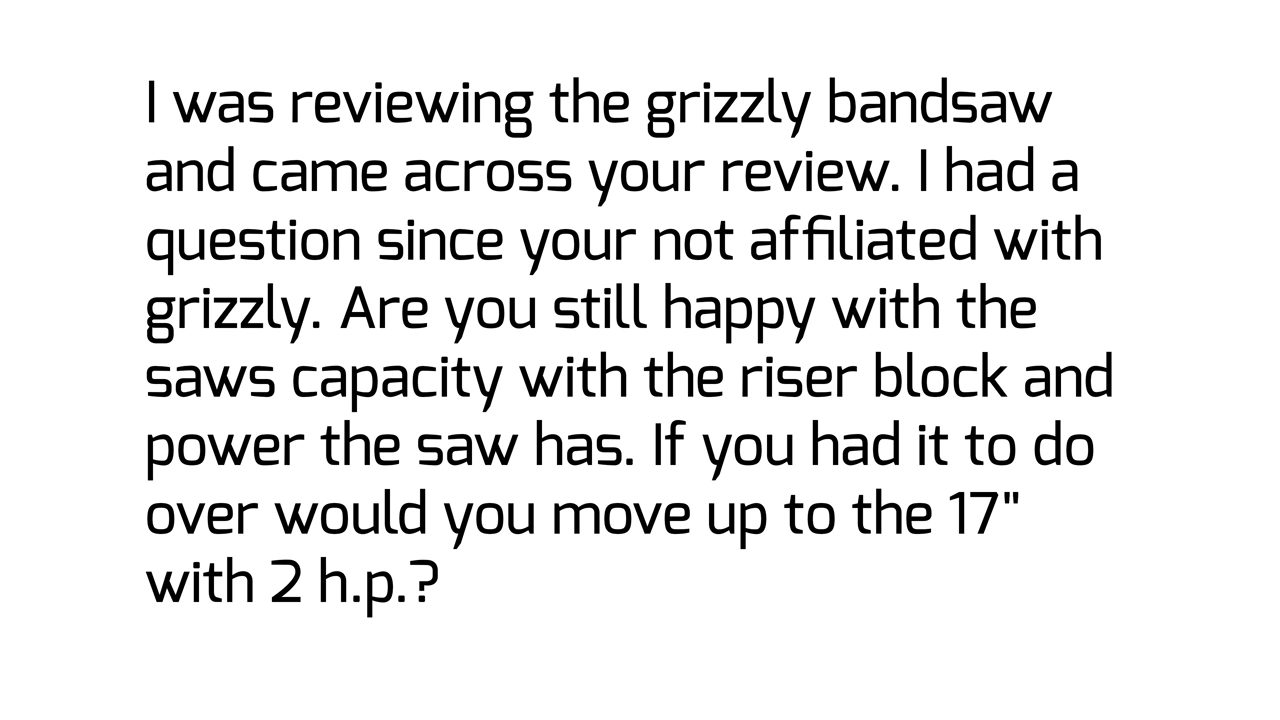 I was reviewing the grizzly bandsaw
and came across your review. I had a
question since your not affiliated with
grizzly. Are you still happy with the
saws capacity with the riser block and
power the saw has. If you had it to do
over would you move up to the 17"
with 2 h.p.?